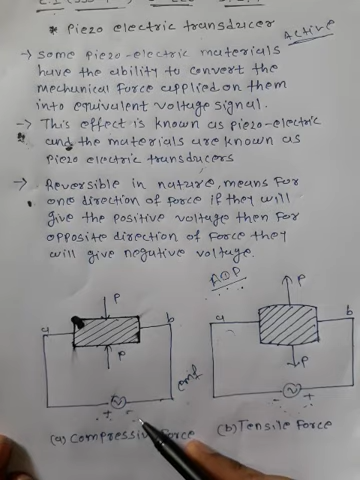 * Piezo electric transducer
Active
→ Some Piezo-electric materials
have the ability to convert the
mechanical Force applied on them
into equivalent voltage signal.
→ This effect is known as Piezo-electric
and the materials are known as
Piezo electric transducers
→ Reversible in nature, means For
one direction of Force if they will
give the positive voltage then For
opposite direction of Force they
will give negative voltage.
P
P
a
b
a
b
P
P
emf
+ -
- +
(a) Compressive Force
(b) Tensile Force